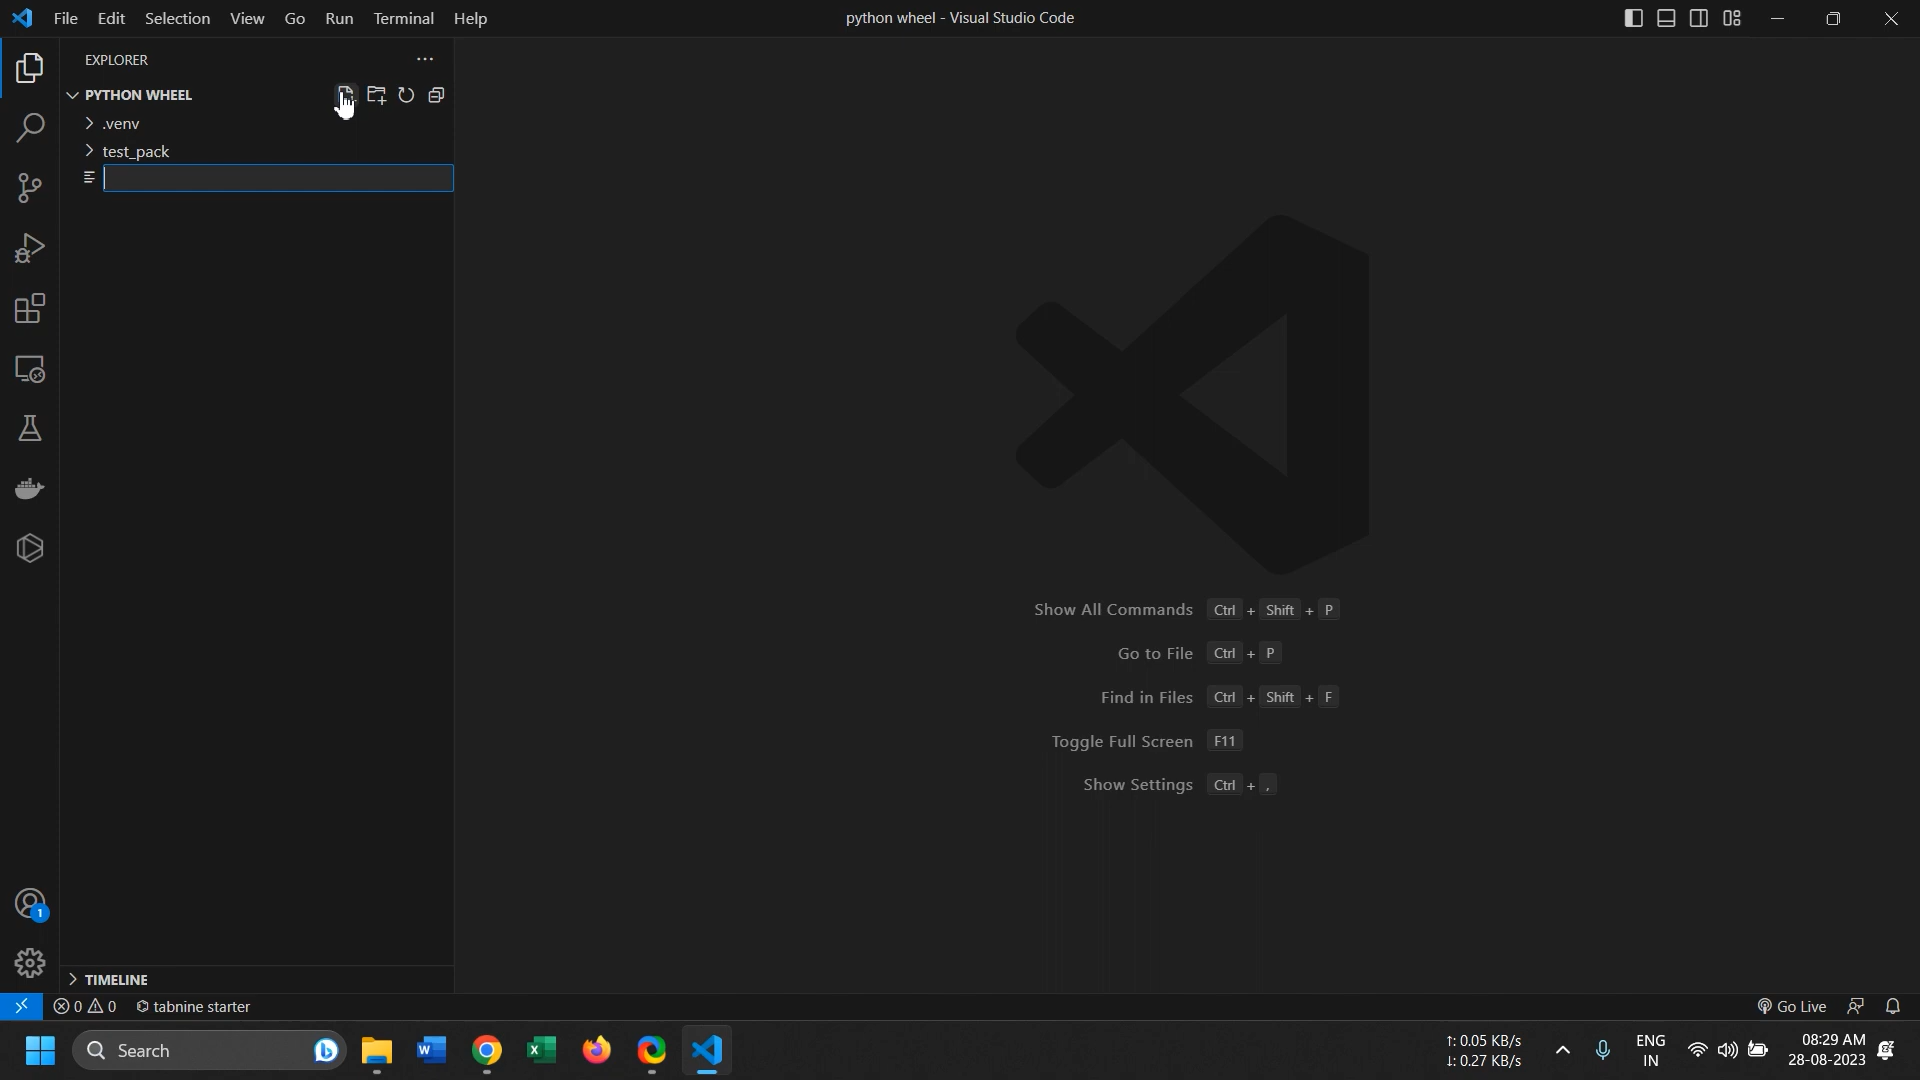 File Edit Selection View Go Run Terminal Help
python wheel - Visual Studio Code
EXPLORER
PYTHON WHEEL
.venv
test_pack
Show All Commands Ctrl + Shift + P
Go to File Ctrl + P
Find in Files Ctrl + Shift + F
Toggle Full Screen F11
Show Settings Ctrl + ,
1
TIMELINE
0 0 tabnine starter
Go Live
Search
↑: 0.05 KB/s
↓: 0.27 KB/s
ENG
IN
08:29 AM
28-08-2023